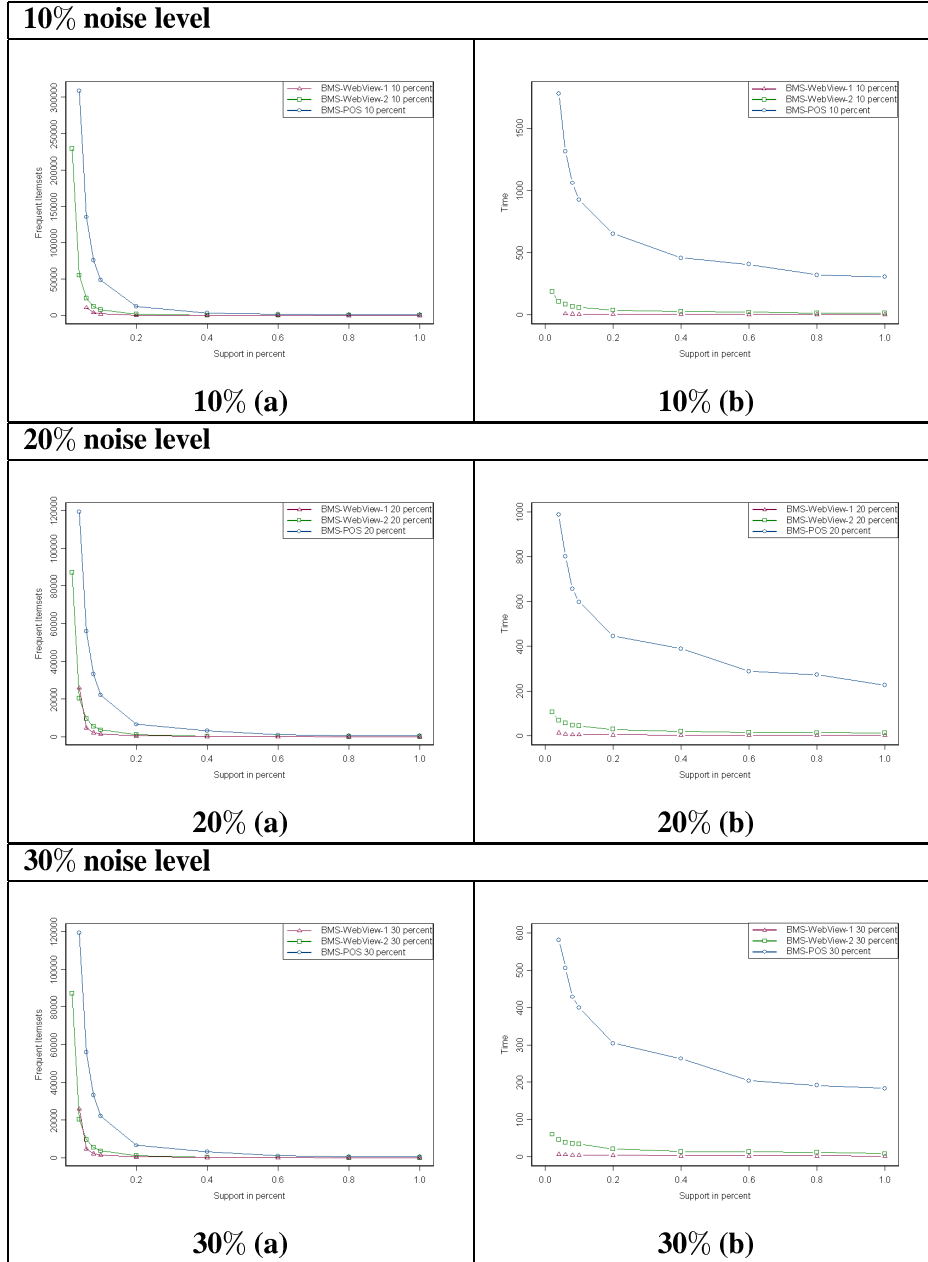 10% noise level
BMS-WebView-1 10 percent
BMS-WebView-2 10 percent
BMS-POS 10 percent
Frequent Itemsets
0 50000 100000 150000 200000 250000 300000
0.2 0.4 0.6 0.8 1.0
Support in percent
10% (a)
BMS-WebView-1 10 percent
BMS-WebView-2 10 percent
BMS-POS 10 percent
Time
0 500 1000 1500
0.0 0.2 0.4 0.6 0.8 1.0
Support in percent
10% (b)
20% noise level
BMS-WebView-1 20 percent
BMS-WebView-2 20 percent
BMS-POS 20 percent
Frequent Itemsets
0 20000 40000 60000 80000 100000 120000
0.2 0.4 0.6 0.8 1.0
Support in percent
20% (a)
BMS-WebView-1 20 percent
BMS-WebView-2 20 percent
BMS-POS 20 percent
Time
0 200 400 600 800 1000
0.0 0.2 0.4 0.6 0.8 1.0
Support in percent
20% (b)
30% noise level
BMS-WebView-1 30 percent
BMS-WebView-2 30 percent
BMS-POS 30 percent
Frequent Itemsets
0 20000 40000 60000 80000 100000 120000
0.2 0.4 0.6 0.8 1.0
Support in percent
30% (a)
BMS-WebView-1 30 percent
BMS-WebView-2 30 percent
BMS-POS 30 percent
Time
0 100 200 300 400 500 600
0.0 0.2 0.4 0.6 0.8 1.0
Support in percent
30% (b)